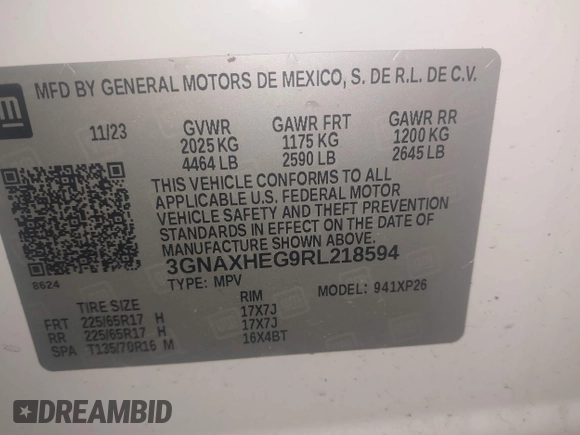 m
MFD BY GENERAL MOTORS DE MEXICO, S. DE R.L. DE C.V.
11/23 GVWR GAWR FRT GAWR RR
2025 KG 1175 KG 1200 KG
4464 LB 2590 LB 2645 LB
THIS VEHICLE CONFORMS TO ALL
APPLICABLE U.S. FEDERAL MOTOR
VEHICLE SAFETY AND THEFT PREVENTION
STANDARDS IN EFFECT ON THE DATE OF
MANUFACTURE SHOWN ABOVE.
3GNAXHEG9RL218594
8624 TYPE: MPV MODEL: 941XP26
TIRE SIZE RIM
FRT 225/65R17 H 17X7J
RR 225/65R17 H 17X7J
SPA T135/70R16 M 16X4BT
DREAMBID